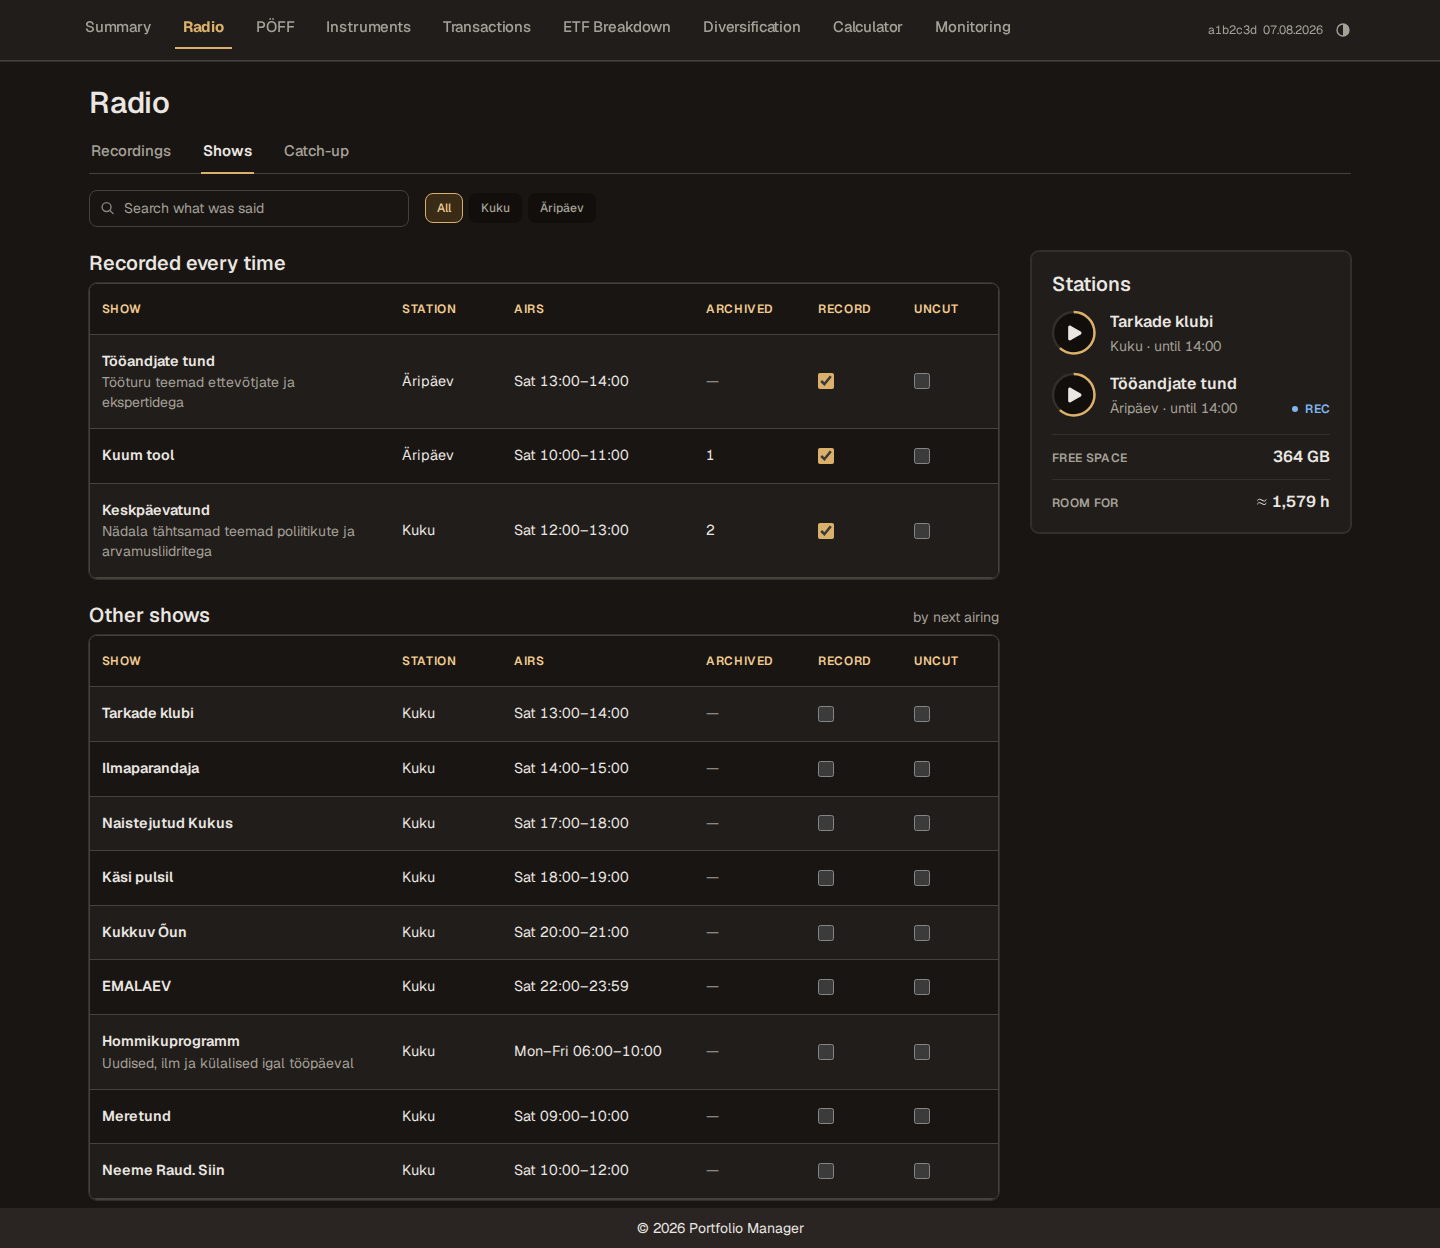 Summary Radio PÖFF Instruments Transactions ETF Breakdown Diversification Calculator Monitoring a1b2c3d 07.08.2026
Radio
Recordings Shows Catch-up
Search what was said All Kuku Äripäev
Recorded every time
SHOW STATION AIRS ARCHIVED RECORD UNCUT
Tööandjate tund
Tööturu teemad ettevõtjate ja
ekspertidega
Äripäev Sat 13:00–14:00 —
Kuum tool Äripäev Sat 10:00–11:00 1
Keskpäevatund
Nädala tähtsamad teemad poliitikute ja
arvamusliidritega
Kuku Sat 12:00–13:00 2
Other shows by next airing
SHOW STATION AIRS ARCHIVED RECORD UNCUT
Tarkade klubi Kuku Sat 13:00–14:00 —
Ilmaparandaja Kuku Sat 14:00–15:00 —
Naistejutud Kukus Kuku Sat 17:00–18:00 —
Käsi pulsil Kuku Sat 18:00–19:00 —
Kukkuv Õun Kuku Sat 20:00–21:00 —
EMALAEV Kuku Sat 22:00–23:59 —
Hommikuprogramm
Uudised, ilm ja külalised igal tööpäeval
Kuku Mon–Fri 06:00–10:00 —
Meretund Kuku Sat 09:00–10:00 —
Neeme Raud. Siin Kuku Sat 10:00–12:00 —
Stations
Tarkade klubi
Kuku · until 14:00
Tööandjate tund
Äripäev · until 14:00 • REC
FREE SPACE 364 GB
ROOM FOR ≈ 1,579 h
© 2026 Portfolio Manager